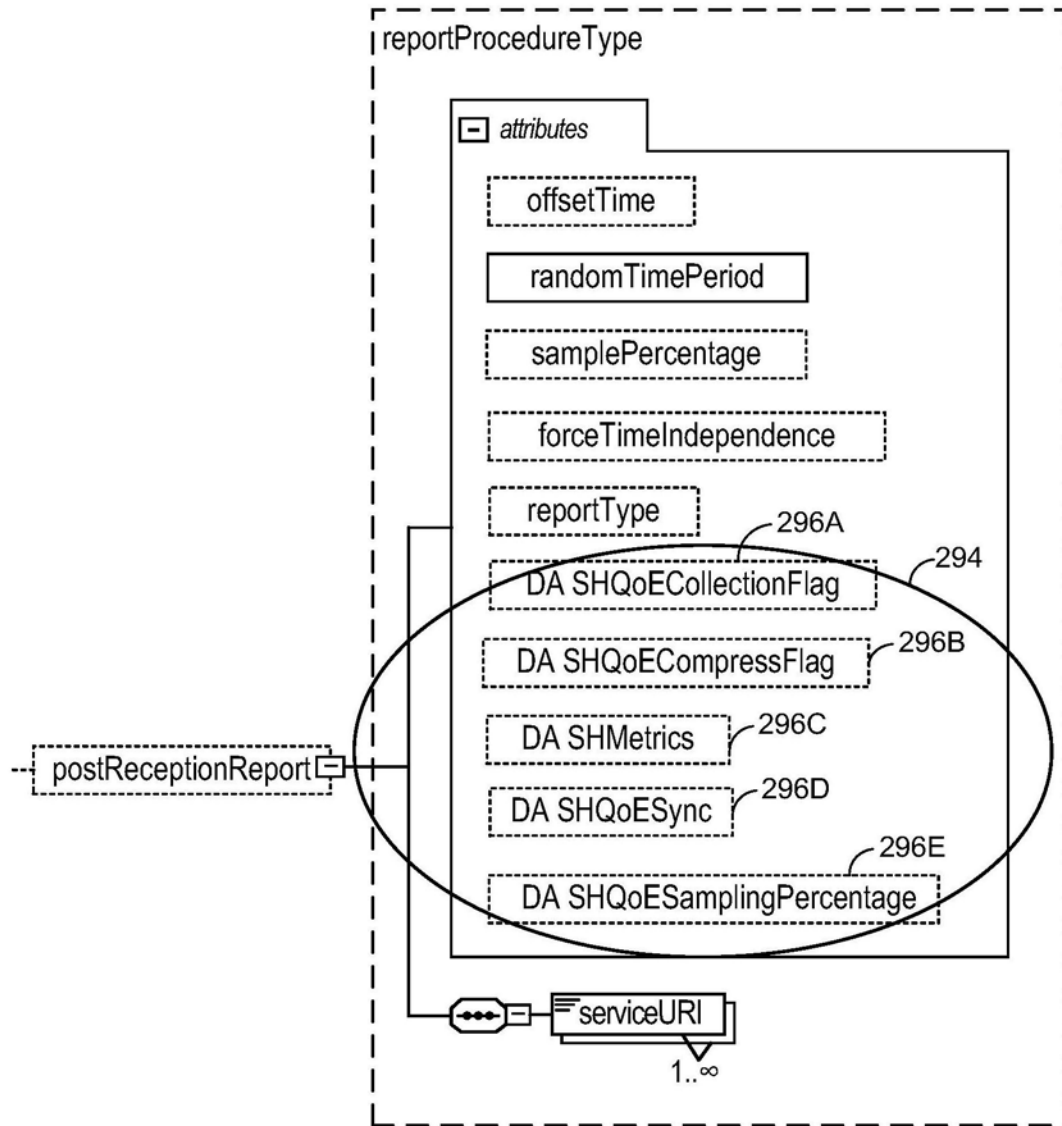 reportProcedureType
attributes
offsetTime
randomTimePeriod
samplePercentage
forceTimeIndependence
reportType
296A
294
DA SHQoECollectionFlag
296B
DA SHQoECompressFlag
DA SHMetrics
296C
postReceptionReport
296D
DA SHQoESync
296E
DA SHQoESamplingPercentage
serviceURI
1..∞